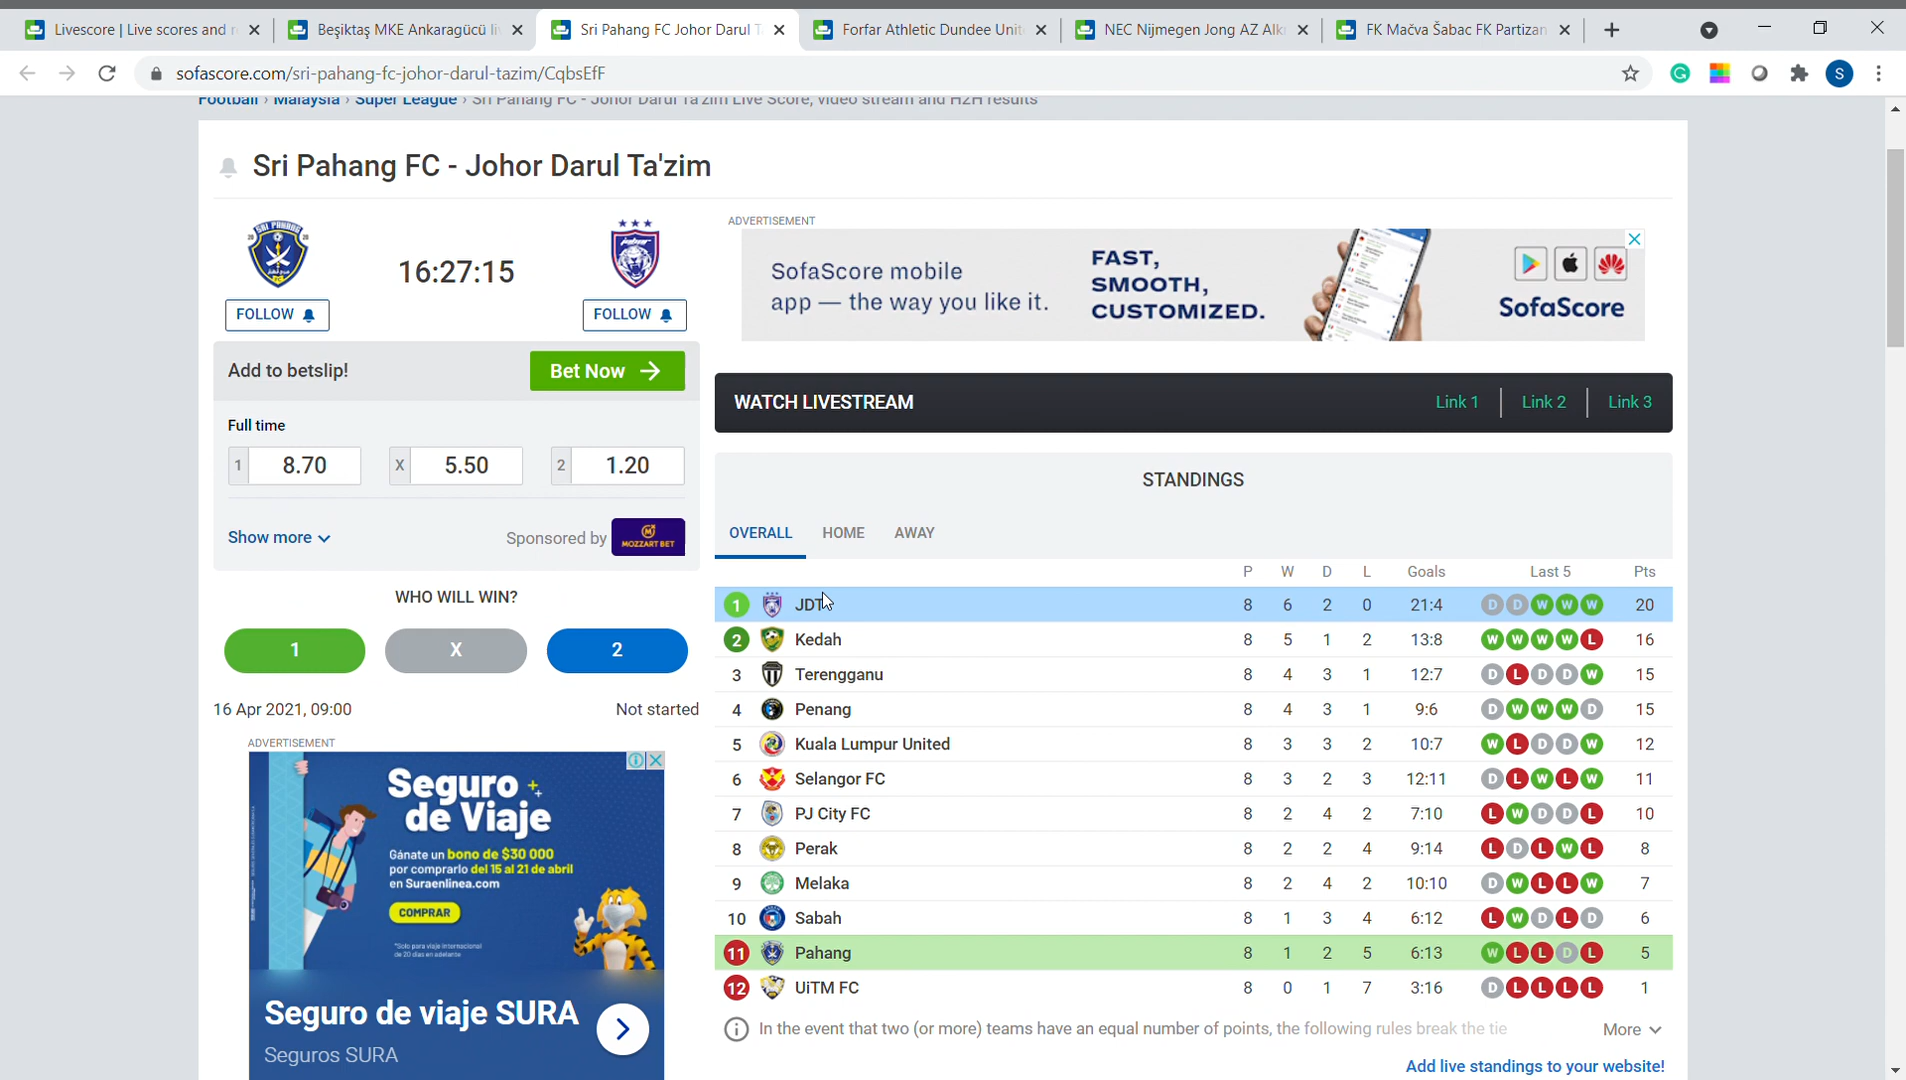 Livescore | Live scores and r
Beşiktaş MKE Ankaragücü li
Sri Pahang FC Johor Darul T
Forfar Athletic Dundee Unit
NEC Nijmegen Jong AZ Alk
FK Mačva Šabac FK Partizan
sofascore.com/sri-pahang-fc-johor-darul-tazim/CqbsEfF
S
Football › Malaysia › Super League › Sri Pahang FC - Johor Darul Ta'zim Live Score, video stream and H2H results
Sri Pahang FC - Johor Darul Ta'zim
SRI PAHANG
16:27:15
FOLLOW
FOLLOW
ADVERTISEMENT
SofaScore mobile
app — the way you like it.
FAST,
SMOOTH,
CUSTOMIZED.
SofaScore
Add to betslip!
Bet Now
Full time
1 8.70 X 5.50 2 1.20
Show more
Sponsored by
MOZZART BET
WHO WILL WIN?
1 X 2
16 Apr 2021, 09:00
Not started
ADVERTISEMENT
Seguro
de Viaje
Gánate un bono de $30 000
por comprarlo del 15 al 21 de abril
en Suraenlinea.com
COMPRAR
*Solo para viaje internacional
de 20 días en adelante
Seguro de viaje SURA
Seguros SURA
WATCH LIVESTREAM
Link 1 Link 2 Link 3
STANDINGS
OVERALL HOME AWAY
P W D L Goals Last 5 Pts
1 JDT 8 6 2 0 21:4 D D W W W 20
2 Kedah 8 5 1 2 13:8 W W W W L 16
3 Terengganu 8 4 3 1 12:7 D L D D W 15
4 Penang 8 4 3 1 9:6 D W W W D 15
5 Kuala Lumpur United 8 3 3 2 10:7 W L D D W 12
6 Selangor FC 8 3 2 3 12:11 D L W L W 11
7 PJ City FC 8 2 4 2 7:10 L W D D L 10
8 Perak 8 2 2 4 9:14 L D L W L 8
9 Melaka 8 2 4 2 10:10 D W L L W 7
10 Sabah 8 1 3 4 6:12 L W D L D 6
11 Pahang 8 1 2 5 6:13 W L L D L 5
12 UiTM FC 8 0 1 7 3:16 D L L L L 1
In the event that two (or more) teams have an equal number of points, the following rules break the tie
More
Add live standings to your website!